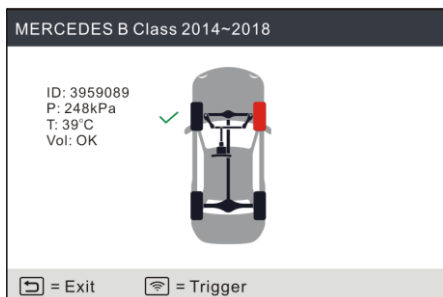 MERCEDES B Class 2014~2018
ID: 3959089
P: 248kPa
T: 39°C
Vol: OK
= Exit = Trigger